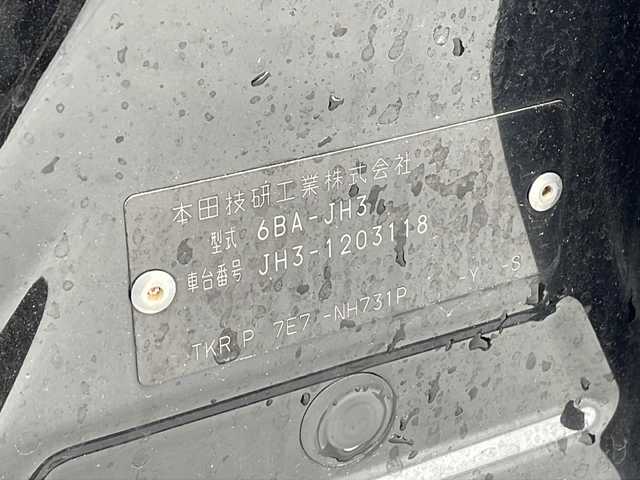 本田技研工業株式会社
型式 6BA-JH3
車台番号 JH3-1203118
TKR P 7E7 -NH731P -Y -S